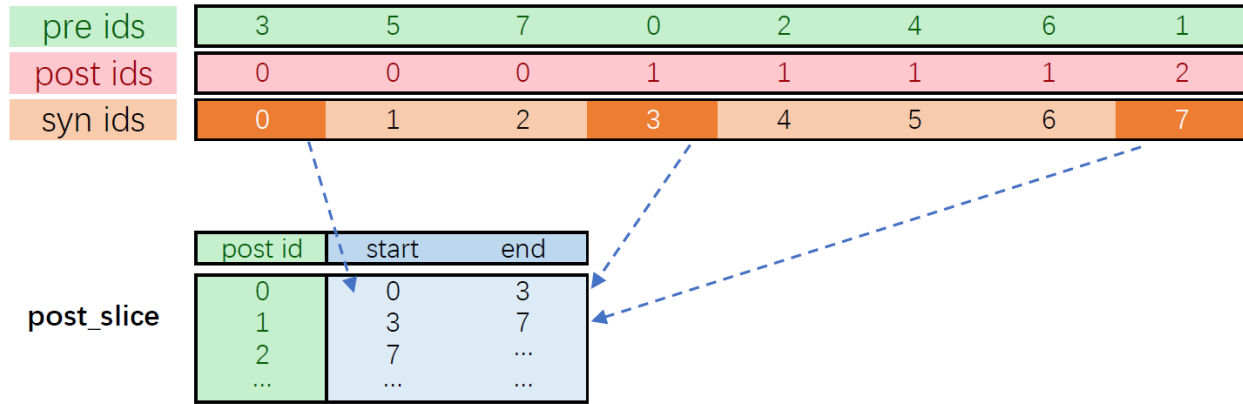 pre ids 3 5 7 0 2 4 6 1
post ids 0 0 0 1 1 1 1 2
syn ids 0 1 2 3 4 5 6 7
post id start end
0 0 3
post_slice
1 3 7
2 7 ...
... ... ...